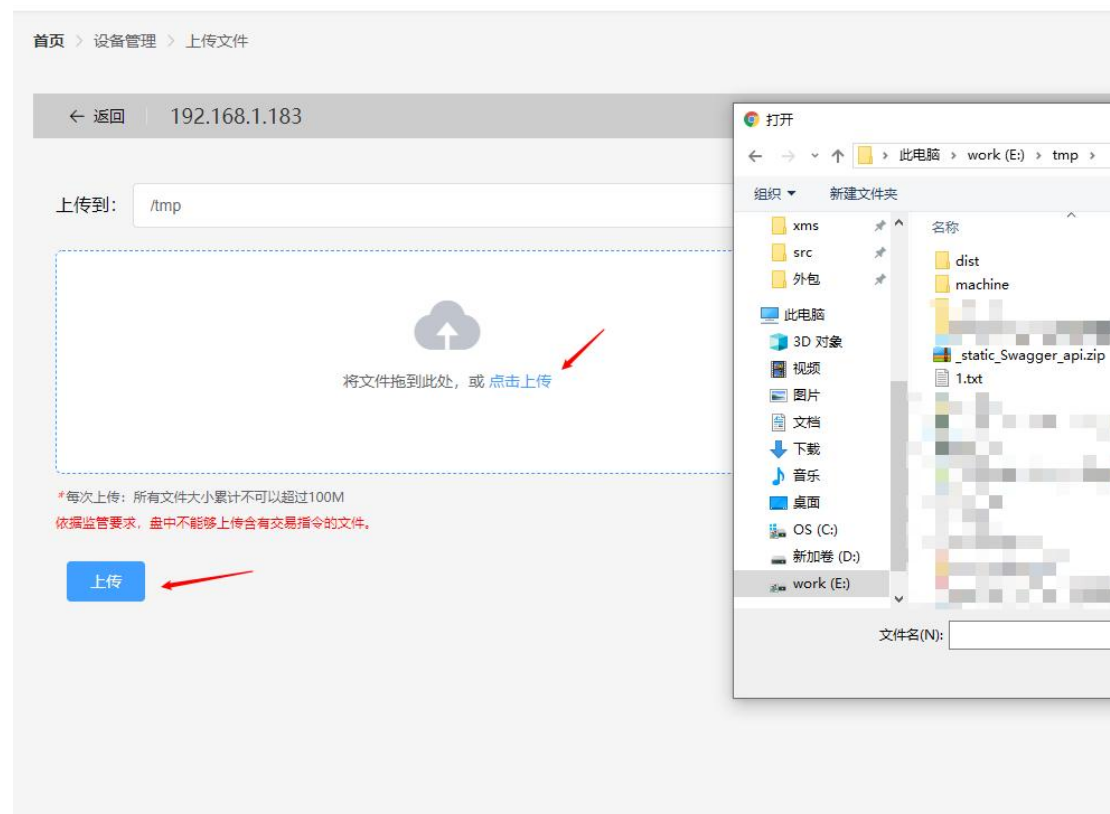 首页 > 设备管理 > 上传文件
← 返回 192.168.1.183
上传到: /tmp
将文件拖到此处，或 点击上传
*每次上传：所有文件大小累计不可以超过100M
依据监管要求，盘中不能够上传含有交易指令的文件。
上传
打开
此电脑 > work (E:) > tmp >
组织 新建文件夹
xms
src
外包
此电脑
3D 对象
视频
图片
文档
下载
音乐
桌面
OS (C:)
新加卷 (D:)
work (E:)
名称
dist
machine
_static_Swagger_api.zip
1.txt
文件名(N):